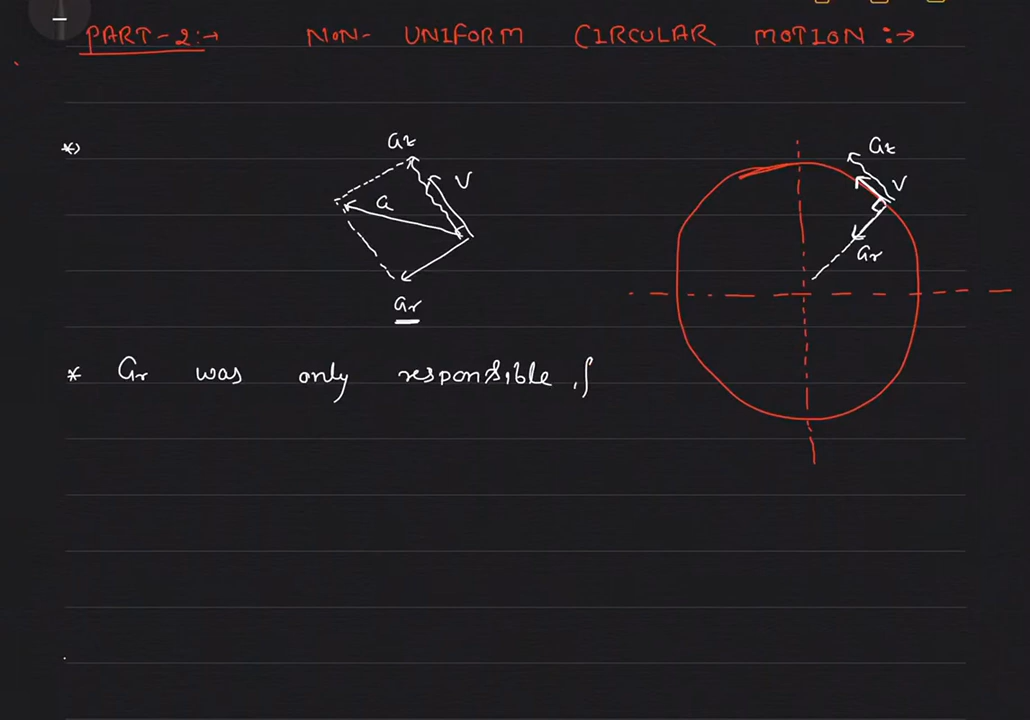 PART-2:→ NON- UNIFORM CIRCULAR MOTION :→
*)
at
V
a
ar
at
V
ar
* ar was only responsible f